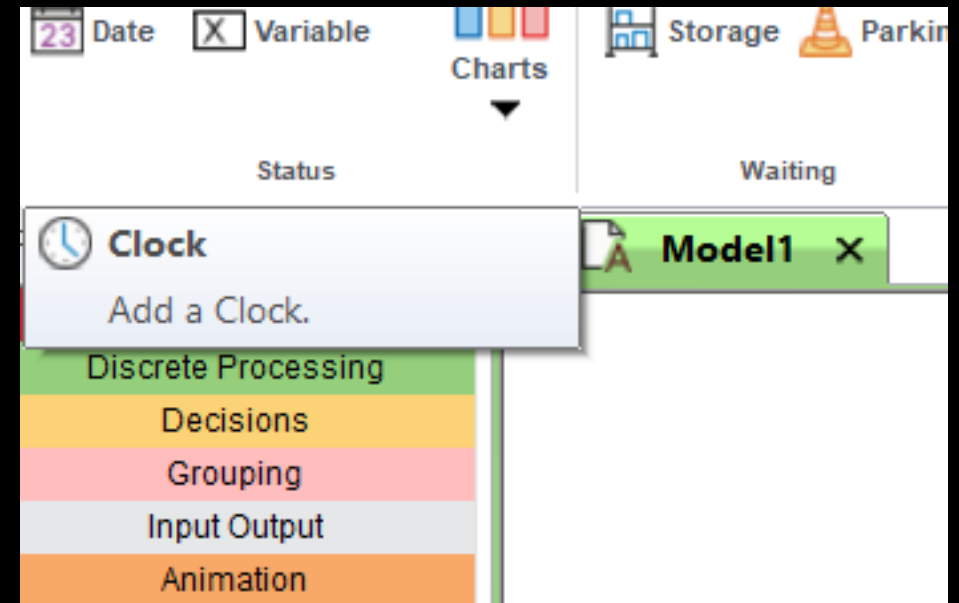 23 Date X Variable Storage Parkin
Charts
Status Waiting
Clock Model1
Add a Clock.
Discrete Processing
Decisions
Grouping
Input Output
Animation